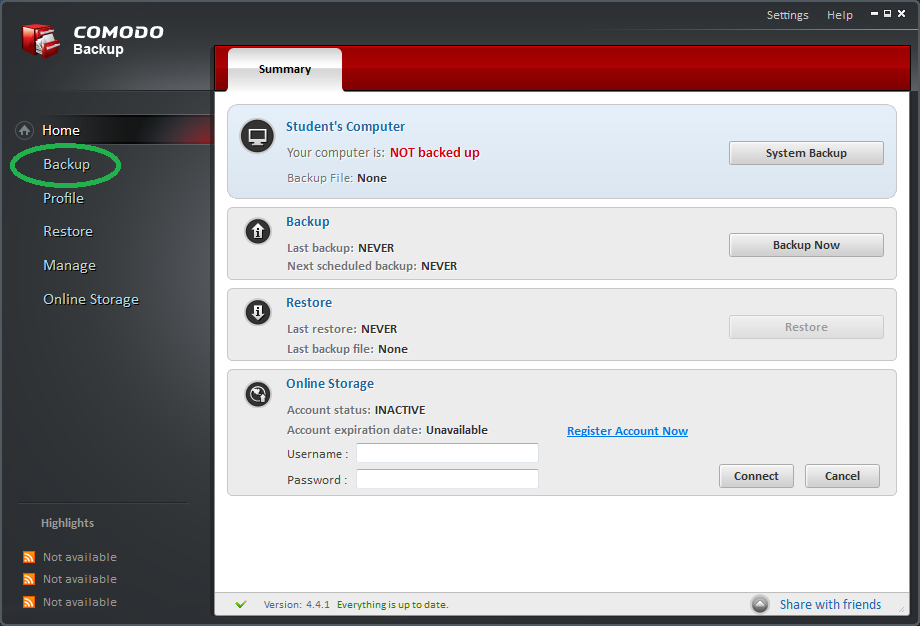 Settings Help
COMODO
Backup
Summary
Home
Backup
Profile
Restore
Manage
Online Storage
Student's Computer
Your computer is: NOT backed up
Backup File: None
System Backup
Backup
Last backup: NEVER
Next scheduled backup: NEVER
Backup Now
Restore
Last restore: NEVER
Last backup file: None
Restore
Online Storage
Account status: INACTIVE
Account expiration date: Unavailable
Register Account Now
Username :
Password :
Connect Cancel
Highlights
Not available
Not available
Not available
Version: 4.4.1 Everything is up to date.
Share with friends